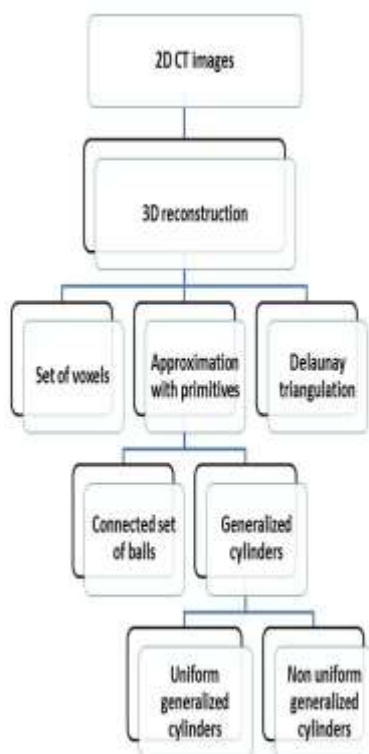 2D CT images
3D reconstruction
Set of voxels
Approximation
with primitives
Delaunay
triangulation
Connected set
of balls
Generalized
cylinders
Uniform
generalized
cylinders
Non uniform
generalized
cylinders